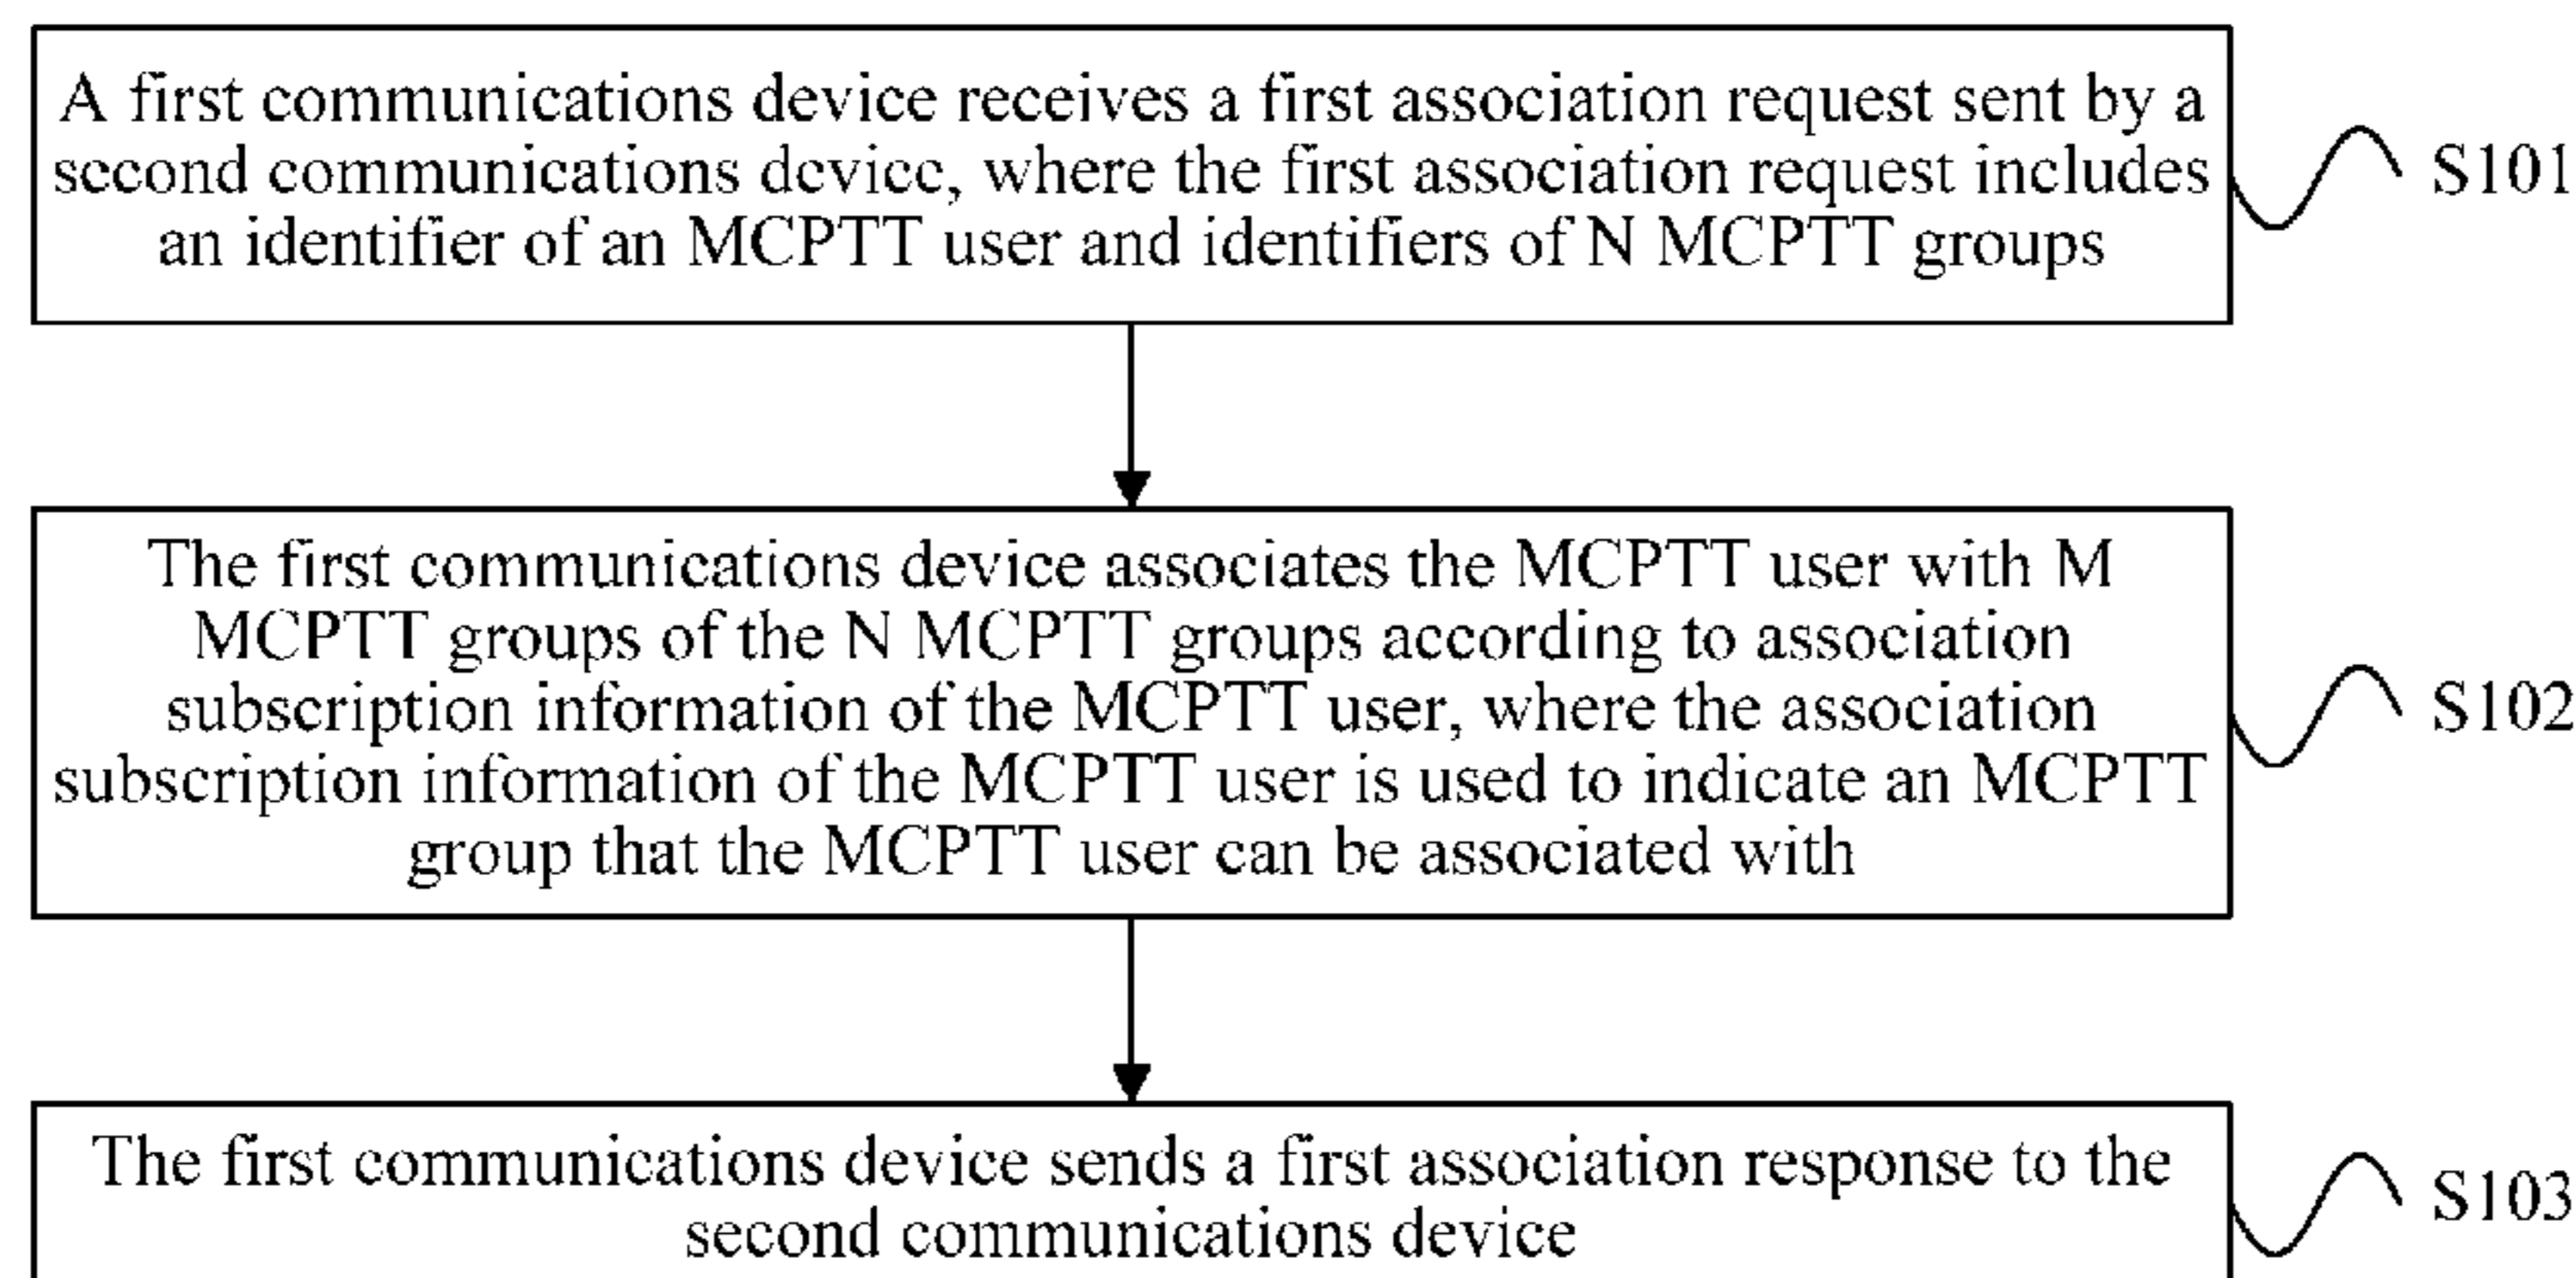 A first communications device receives a first association request sent by a
second communications device, where the first association request includes
an identifier of an MCPTT user and identifiers of N MCPTT groups
S101
The first communications device associates the MCPTT user with M
MCPTT groups of the N MCPTT groups according to association
subscription information of the MCPTT user, where the association
subscription information of the MCPTT user is used to indicate an MCPTT
group that the MCPTT user can be associated with
S102
The first communications device sends a first association response to the
second communications device
S103